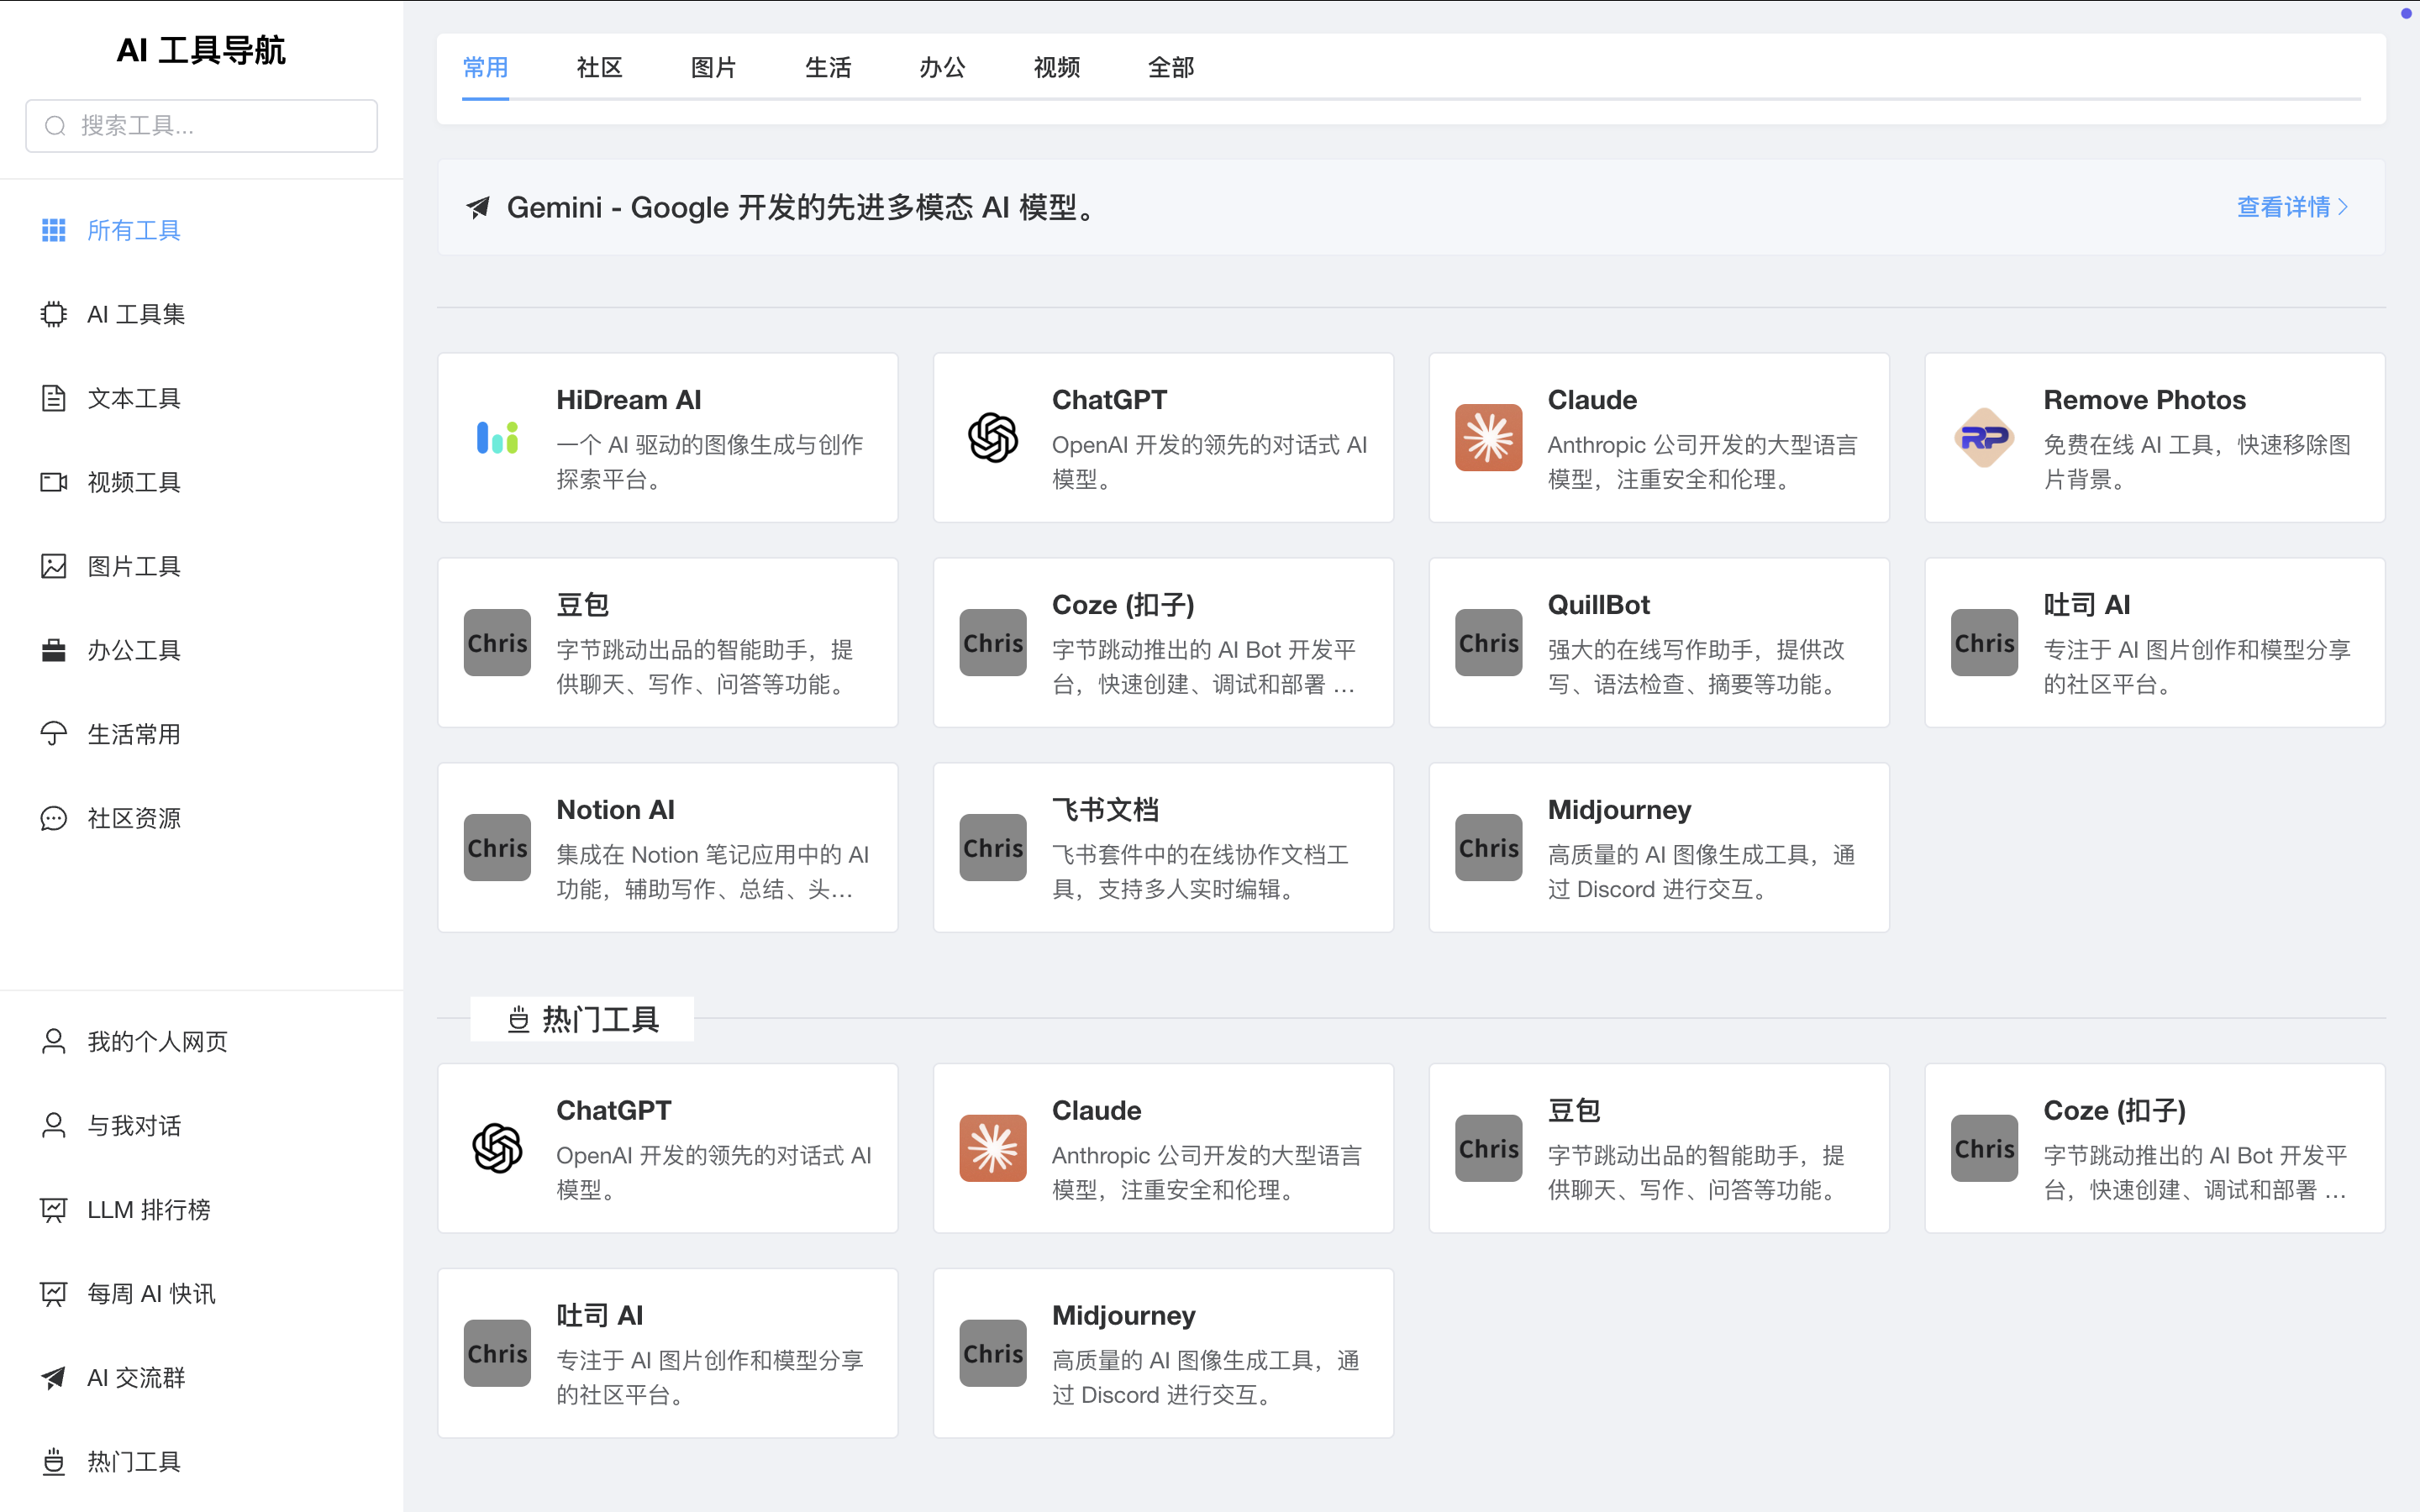 AI 工具导航
搜索工具...
所有工具
AI 工具集
文本工具
视频工具
图片工具
办公工具
生活常用
社区资源
我的个人网页
与我对话
LLM 排行榜
每周 AI 快讯
AI 交流群
热门工具
常用 社区 图片 生活 办公 视频 全部
Gemini - Google 开发的先进多模态 AI 模型。
查看详情
HiDream AI
一个 AI 驱动的图像生成与创作
探索平台。
ChatGPT
OpenAI 开发的领先的对话式 AI
模型。
Claude
Anthropic 公司开发的大型语言
模型，注重安全和伦理。
RP
Remove Photos
免费在线 AI 工具，快速移除图
片背景。
Chris
豆包
字节跳动出品的智能助手，提
供聊天、写作、问答等功能。
Chris
Coze (扣子)
字节跳动推出的 AI Bot 开发平
台，快速创建、调试和部署 ...
Chris
QuillBot
强大的在线写作助手，提供改
写、语法检查、摘要等功能。
Chris
吐司 AI
专注于 AI 图片创作和模型分享
的社区平台。
Chris
Notion AI
集成在 Notion 笔记应用中的 AI
功能，辅助写作、总结、头...
Chris
飞书文档
飞书套件中的在线协作文档工
具，支持多人实时编辑。
Chris
Midjourney
高质量的 AI 图像生成工具，通
过 Discord 进行交互。
热门工具
ChatGPT
OpenAI 开发的领先的对话式 AI
模型。
Claude
Anthropic 公司开发的大型语言
模型，注重安全和伦理。
Chris
豆包
字节跳动出品的智能助手，提
供聊天、写作、问答等功能。
Chris
Coze (扣子)
字节跳动推出的 AI Bot 开发平
台，快速创建、调试和部署 ...
Chris
吐司 AI
专注于 AI 图片创作和模型分享
的社区平台。
Chris
Midjourney
高质量的 AI 图像生成工具，通
过 Discord 进行交互。